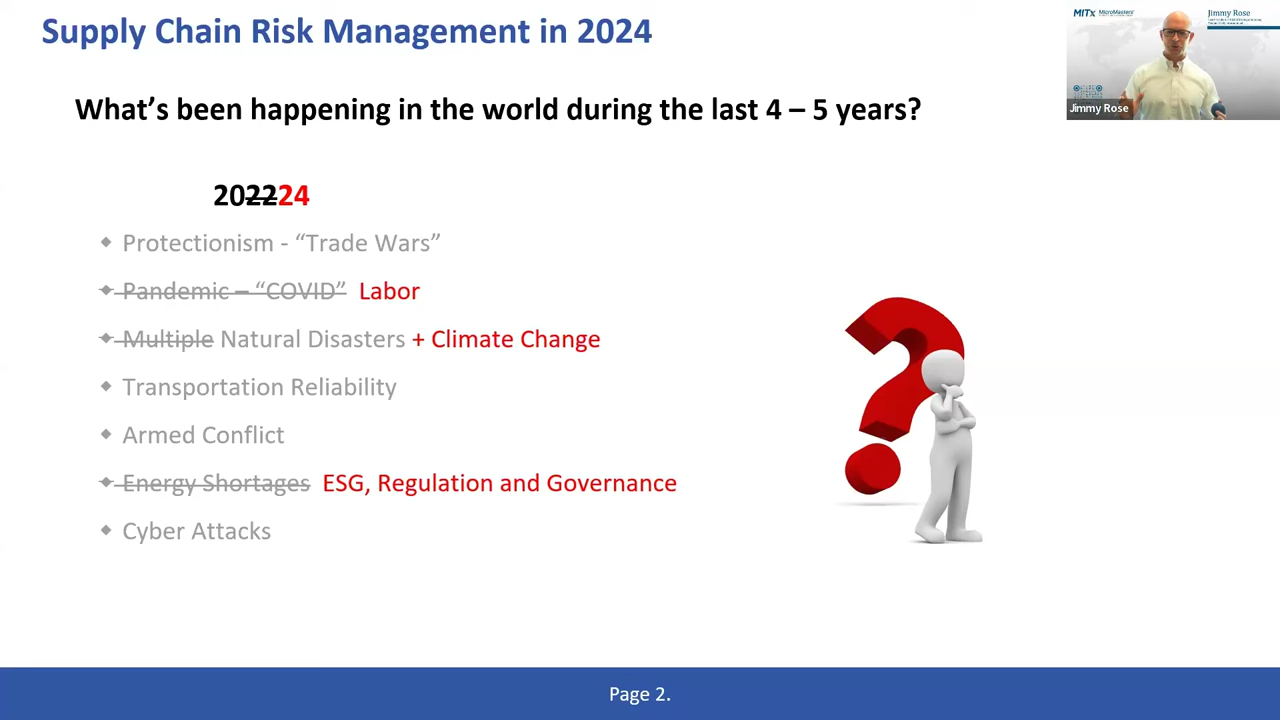 Supply Chain Risk Management in 2024
MITx MicroMasters
Jimmy Rose
Jimmy Rose
What's been happening in the world during the last 4 – 5 years?
202224
Protectionism - “Trade Wars”
Pandemic – “COVID” Labor
Multiple Natural Disasters + Climate Change
Transportation Reliability
Armed Conflict
Energy Shortages ESG, Regulation and Governance
Cyber Attacks
Page 2.